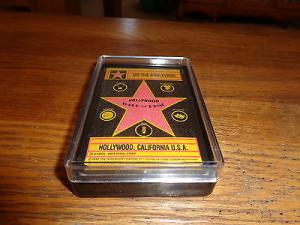 ON THE BOULEVARD
HOLLYWOOD
WALK OF FAME
HOLLYWOOD, CALIFORNIA U.S.A.